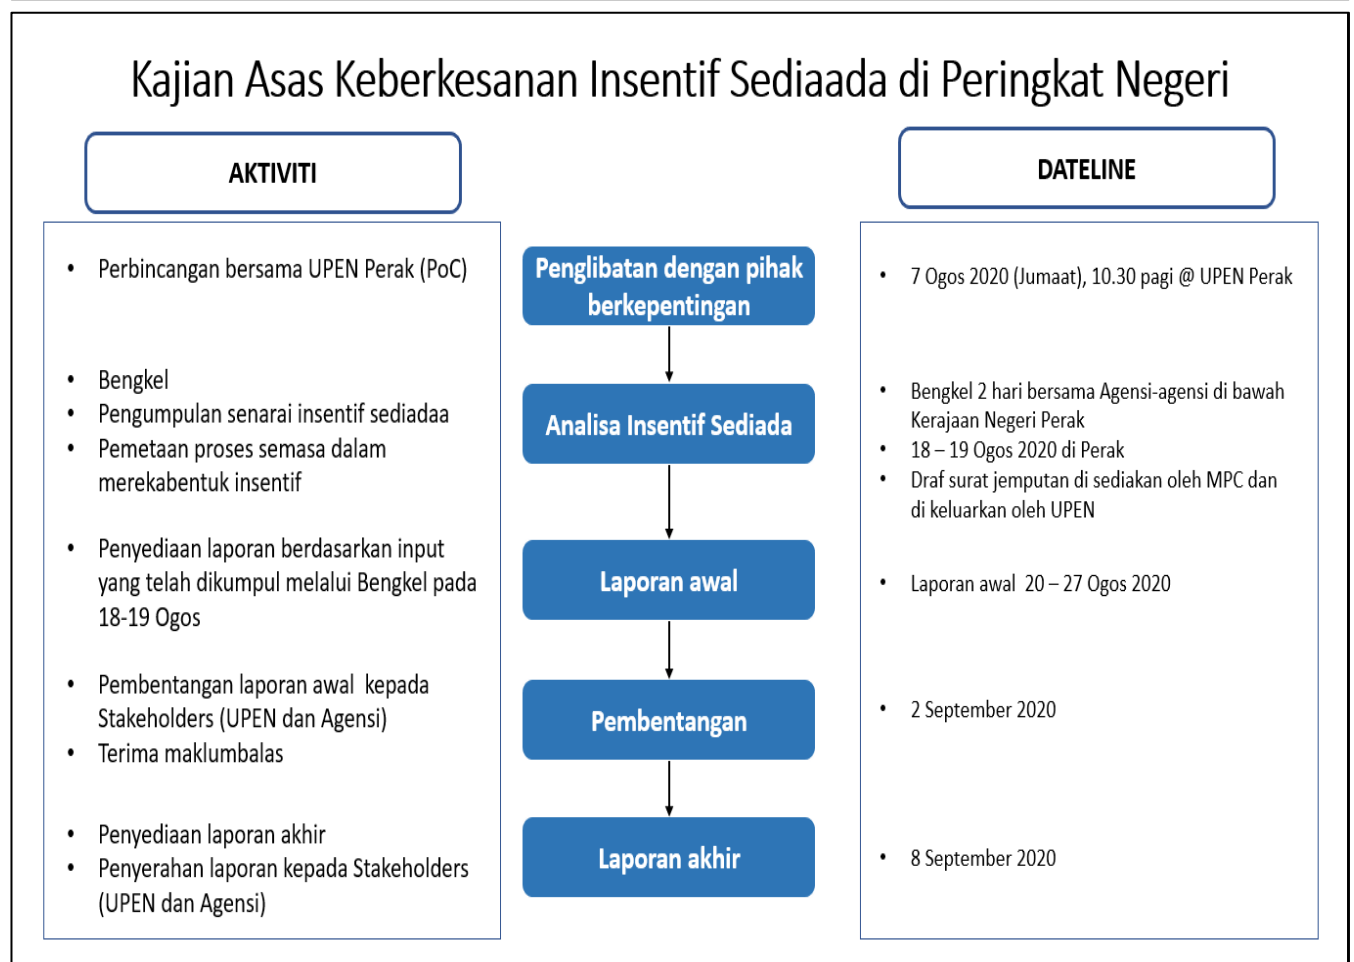 Kajian Asas Keberkesanan Insentif Sediaada di Peringkat Negeri
AKTIVITI
• Perbincangan bersama UPEN Perak (PoC)
• Bengkel
• Pengumpulan senarai insentif sediadaa
• Pemetaan proses semasa dalam
merekabentuk insentif
• Penyediaan laporan berdasarkan input
yang telah dikumpul melalui Bengkel pada
18-19 Ogos
• Pembentangan laporan awal kepada
Stakeholders (UPEN dan Agensi)
• Terima maklumbalas
• Penyediaan laporan akhir
• Penyerahan laporan kepada Stakeholders
(UPEN dan Agensi)
Penglibatan dengan pihak
berkepentingan
Analisa Insentif Sediada
Laporan awal
Pembentangan
Laporan akhir
DATELINE
• 7 Ogos 2020 (Jumaat), 10.30 pagi @ UPEN Perak
• Bengkel 2 hari bersama Agensi-agensi di bawah
Kerajaan Negeri Perak
• 18 – 19 Ogos 2020 di Perak
• Draf surat jemputan di sediakan oleh MPC dan
di keluarkan oleh UPEN
• Laporan awal 20 – 27 Ogos 2020
• 2 September 2020
• 8 September 2020